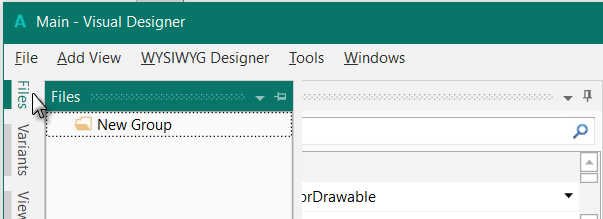 Main - Visual Designer
File Add View WYSIWYG Designer Tools Windows
Files
Files
New Group
Variants
orDrawable